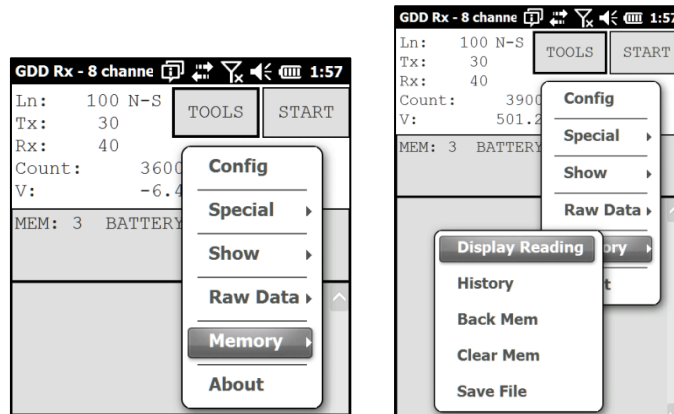 GDD Rx - 8 channe 1:57
Ln: 100 N-S
TOOLS START
Tx: 30
Rx: 40
Count: 3600
V: -6.4
MEM: 3 BATTERY
Config
Special
Show
Raw Data
Memory
About
GDD Rx - 8 channe 1:57
Ln: 100 N-S
TOOLS START
Tx: 30
Rx: 40
Count: 3900
V: 501.2
MEM: 3 BATTERY
Config
Special
Show
Raw Data
ory
t
Display Reading
History
Back Mem
Clear Mem
Save File